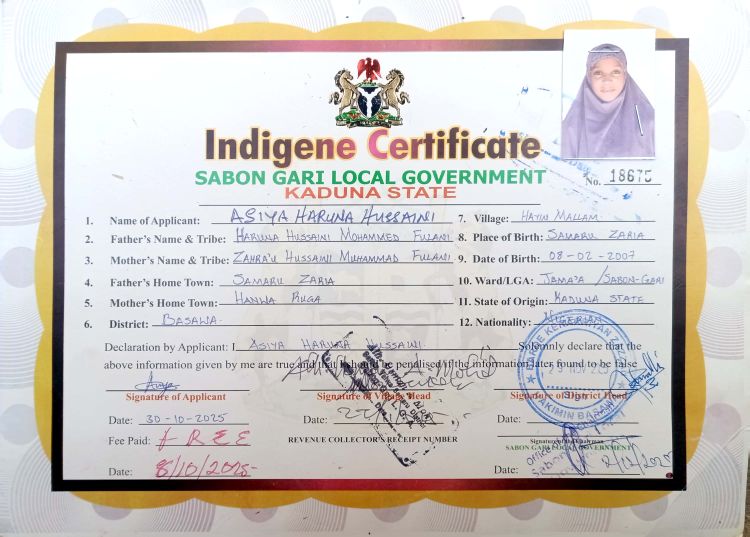 Indigene Certificate
SABON GARI LOCAL GOVERNMENT
KADUNA STATE
No. 18675
1. Name of Applicant: ASIYA HARUNA HUSSAINI
2. Father's Name & Tribe: HARUNA HUSSAINI MOHAMMED FULANI
3. Mother's Name & Tribe: ZAHRA'U HUSSAINI MUHAMMAD FULANI
4. Father's Home Town: SAMARU ZARIA
5. Mother's Home Town: HANWA RUGA
6. District: BASAWA
7. Village: HAYIN MALLAM
8. Place of Birth: SAMARU ZARIA
9. Date of Birth: 08-02-2007
10. Ward/LGA: JAMA'A /SABON-GARI
11. State of Origin: KADUNA STATE
12. Nationality: NIGERIAN
Declaration by Applicant: I ASIYA HARUNA HUSSAINI Solemnly declare that the
above information given by me are true and that I should be penalised if the information dates found to be false
Signature of Applicant
Date: 30-10-2025
Fee Paid: FREE
Date: 8/10/2025
Signature of Village Head
Date:
REVENUE COLLECTOR'S RECEIPT NUMBER
Signature of District Head
Date:
Signature of Chairman
SABON GARI LOCAL GOVERNMENT
Date:
HAKIMIN